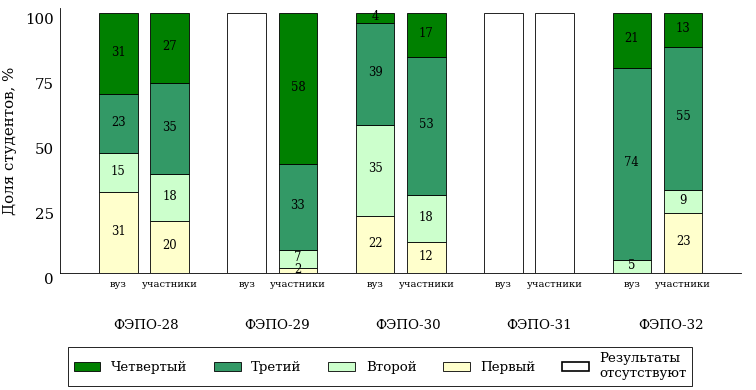 Доля студентов, %
100
75
50
25
0
31 23 15 31
27 35 18 20
58 33 7 2
4 39 35 22
17 53 18 12
21 74 5
13 55 9 23
вуз участники вуз участники вуз участники вуз участники вуз участники
ФЭПО-28 ФЭПО-29 ФЭПО-30 ФЭПО-31 ФЭПО-32
Четвертый Третий Второй Первый Результаты
отсутствуют